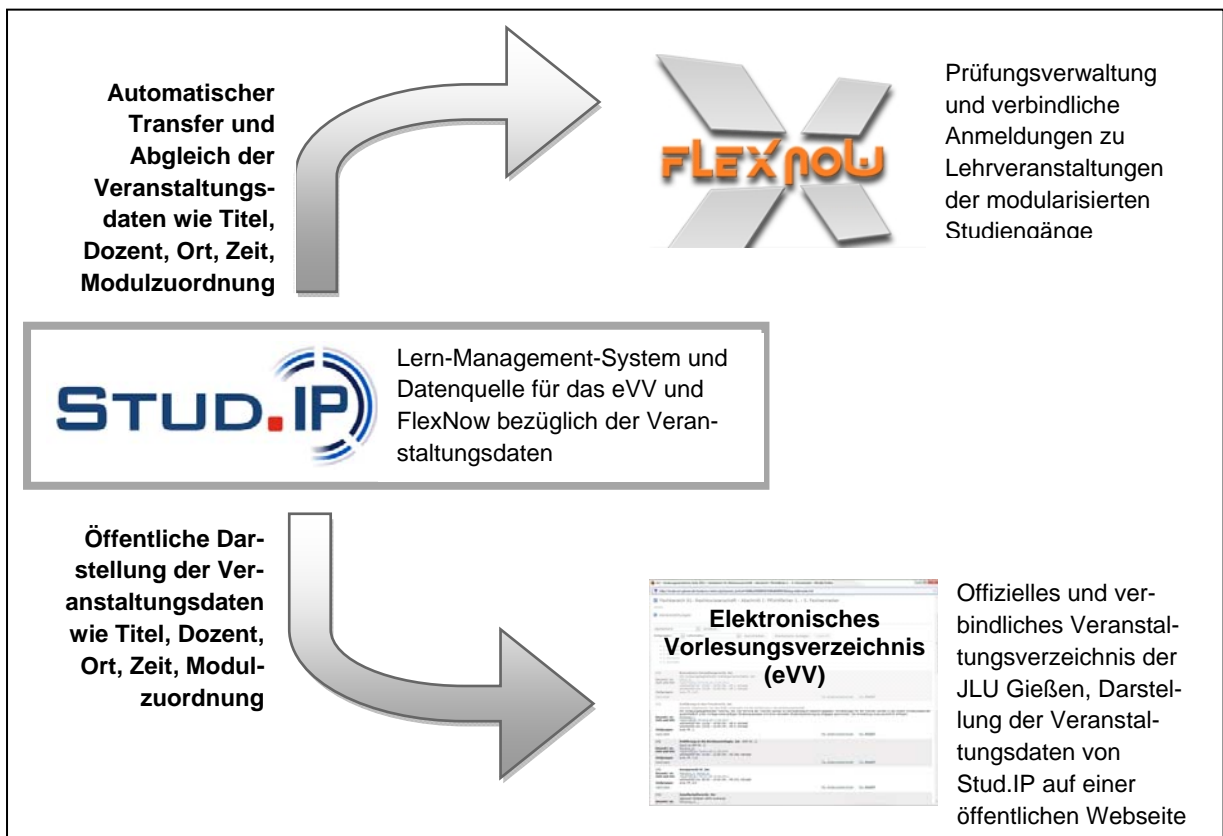 Automatischer
Transfer und
Abgleich der
Veranstaltungs-
daten wie Titel,
Dozent, Ort, Zeit,
Modulzuordnung
FLEXNOW
Prüfungsverwaltung
und verbindliche
Anmeldungen zu
Lehrveranstaltungen
der modularisierten
Studiengänge
STUD.IP
Lern-Management-System und
Datenquelle für das eVV und
FlexNow bezüglich der Veran-
staltungsdaten
Öffentliche Dar-
stellung der Ver-
anstaltungsdaten
wie Titel, Dozent,
Ort, Zeit, Modul-
zuordnung
Elektronisches
Vorlesungsverzeichnis
(eVV)
Offizielles und ver-
bindliches Veranstal-
tungsverzeichnis der
JLU Gießen, Darstel-
lung der Veranstal-
tungsdaten von
Stud.IP auf einer
öffentlichen Webseite